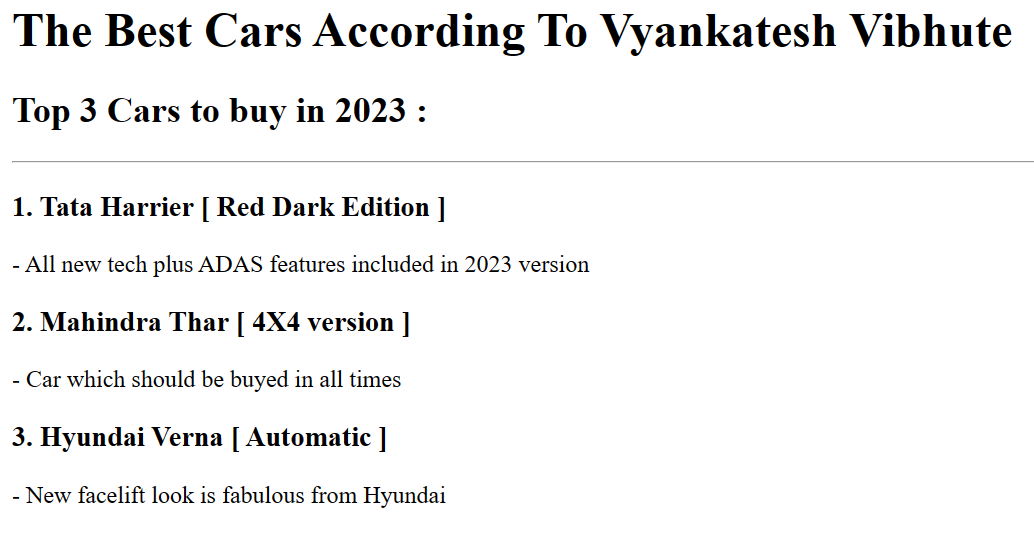 The Best Cars According To Vyankatesh Vibhute
Top 3 Cars to buy in 2023 :
1. Tata Harrier [ Red Dark Edition ]
- All new tech plus ADAS features included in 2023 version
2. Mahindra Thar [ 4X4 version ]
- Car which should be buyed in all times
3. Hyundai Verna [ Automatic ]
- New facelift look is fabulous from Hyundai